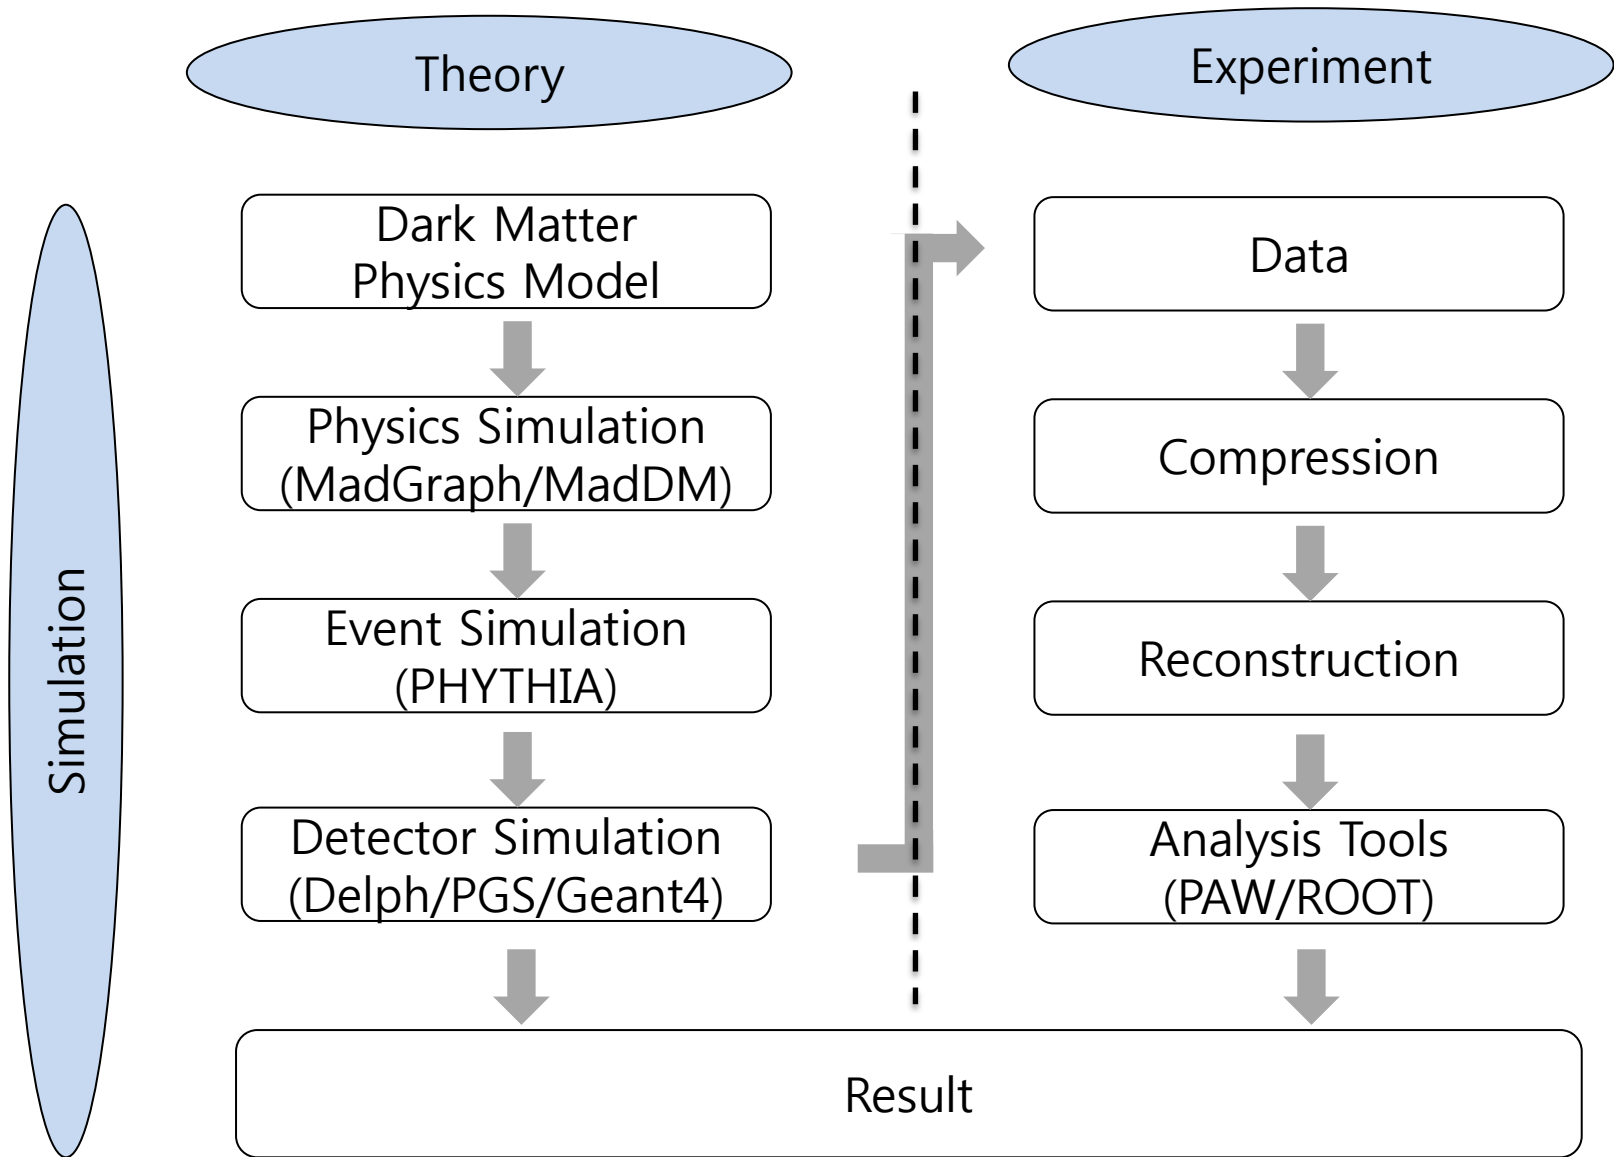 Theory
Experiment
Simulation
Dark Matter
Physics Model
Physics Simulation
(MadGraph/MadDM)
Event Simulation
(PHYTHIA)
Detector Simulation
(Delph/PGS/Geant4)
Data
Compression
Reconstruction
Analysis Tools
(PAW/ROOT)
Result